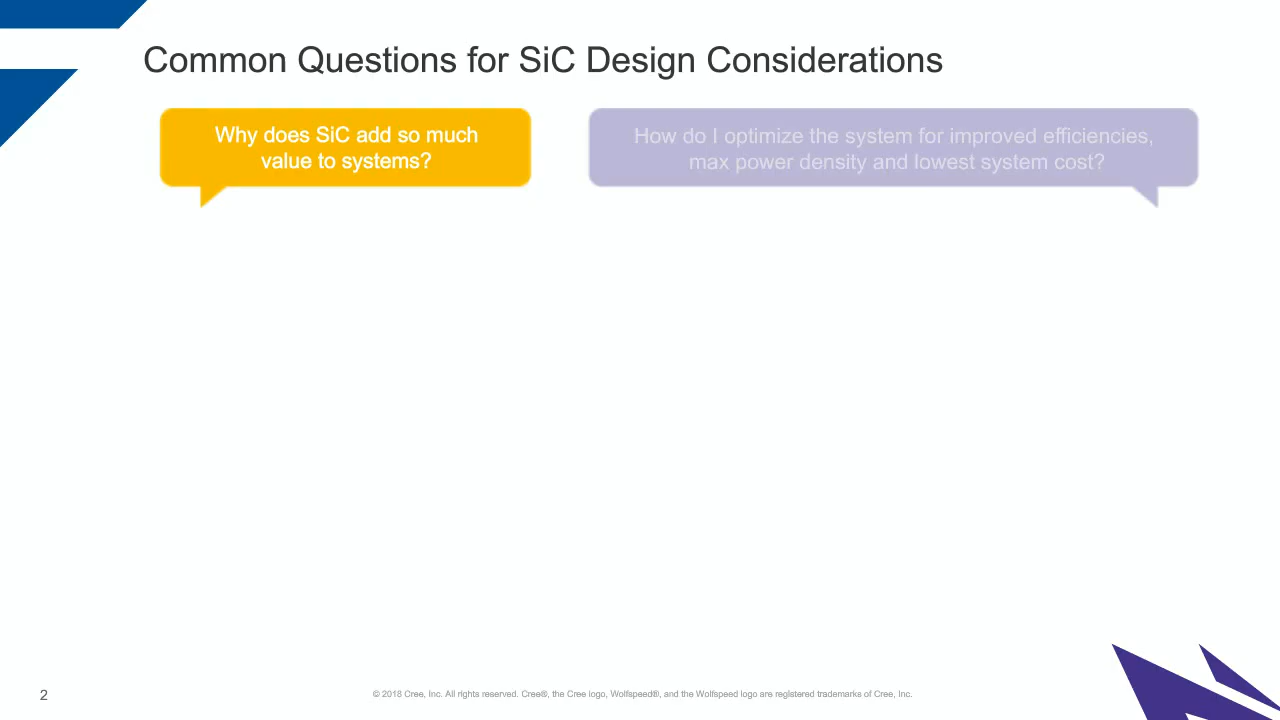 Common Questions for SiC Design Considerations
Why does SiC add so much
value to systems?
How do I optimize the system for improved efficiencies,
max power density and lowest system cost?
2
© 2018 Cree, Inc. All rights reserved. Cree®, the Cree logo, Wolfspeed®, and the Wolfspeed logo are registered trademarks of Cree, Inc.